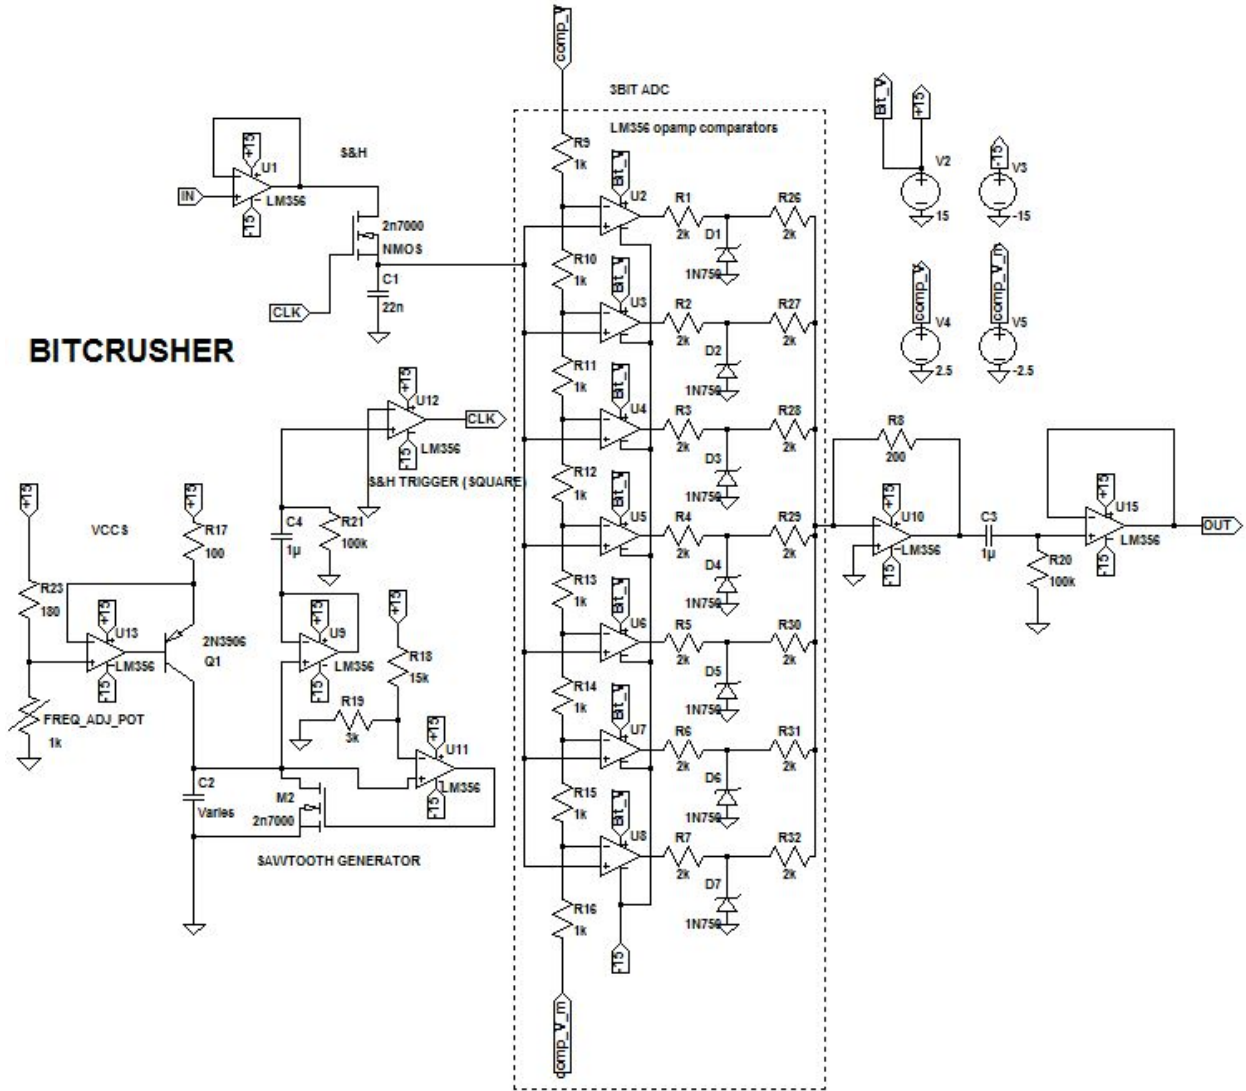 comp_V
3BIT ADC
LM356 opamp comparators
R9
1k
Bit_V
U2
R1
2k
D1
1N750
R26
2k
R10
1k
Bit_V
U3
R2
2k
D2
1N750
R27
2k
R11
1k
Bit_V
U4
R3
2k
D3
1N750
R28
2k
R12
1k
Bit_V
U5
R4
2k
D4
1N750
R29
2k
R13
1k
Bit_V
U6
R5
2k
D5
1N750
R30
2k
R14
1k
Bit_V
U7
R6
2k
D6
1N750
R31
2k
R15
1k
Bit_V
U8
R7
2k
D7
1N750
R32
2k
R16
1k
-15
comp_V_m
S&H
+15
U1
IN
LM356
-15
2n7000
NMOS
C1
22n
CLK
BITCRUSHER
+15
U12
CLK
LM356
-15
S&H TRIGGER (SQUARE)
C4
1µ
R21
100k
VCCS
+15
+15
R17
100
R23
180
+15
U13
LM356
-15
2N3906
Q1
FREQ_ADJ_POT
1k
+15
U9
LM356
-15
+15
R18
15k
R19
3k
+15
U11
LM356
-15
C2
Varies
M2
2n7000
SAWTOOTH GENERATOR
Bit_V
+15
V2
15
-15
V3
-15
comp_V
V4
2.5
comp_V_m
V5
-2.5
R8
200
+15
U10
LM356
-15
C3
1µ
R20
100k
+15
U15
LM356
-15
OUT